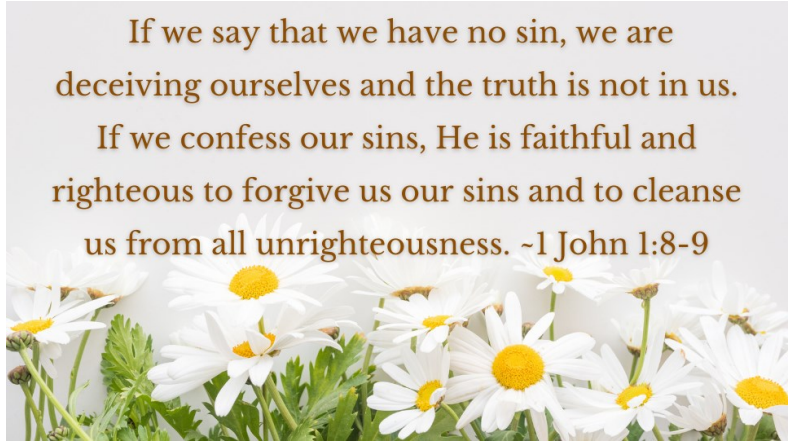 If we say that we have no sin, we are
deceiving ourselves and the truth is not in us.
If we confess our sins, He is faithful and
righteous to forgive us our sins and to cleanse
us from all unrighteousness. ~1 John 1:8-9